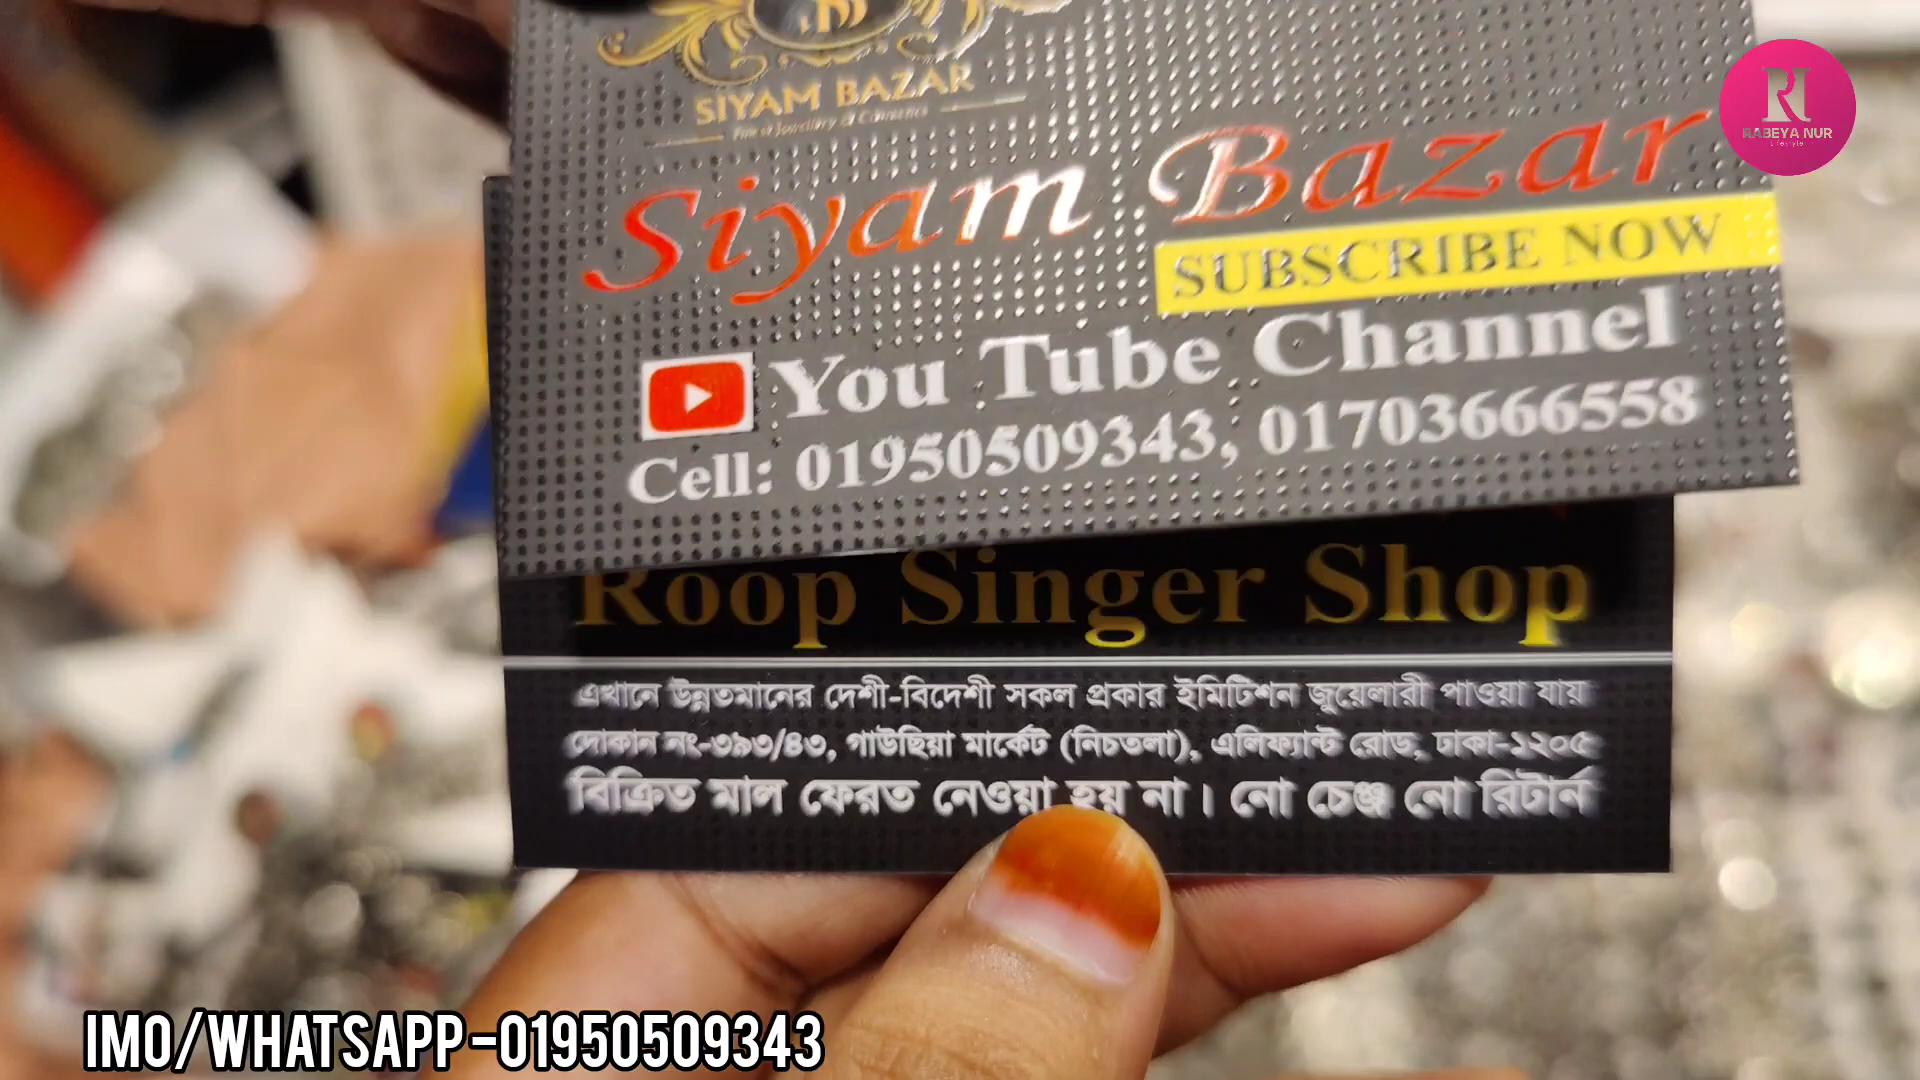 SIYAM BAZAR
Siyam Bazar
SUBSCRIBE NOW
You Tube Channel
Cell: 01950509343, 01703666558
Roop Singer Shop
এখানে উন্নতমানের দেশী-বিদেশী সকল প্রকার ইমিটিশন জুয়েলারী পাওয়া যায়
দোকান নং-৩৯৩/৪৩, গাউছিয়া মার্কেট (নিচতলা), এলিফ্যান্ট রোড, ঢাকা-১২০৫
বিক্রিত মাল ফেরত নেওয়া হয় না। নো চেঞ্জ নো রিটার্ন
RABEYA NUR
Lifestyle
IMO/WHATSAPP-01950509343